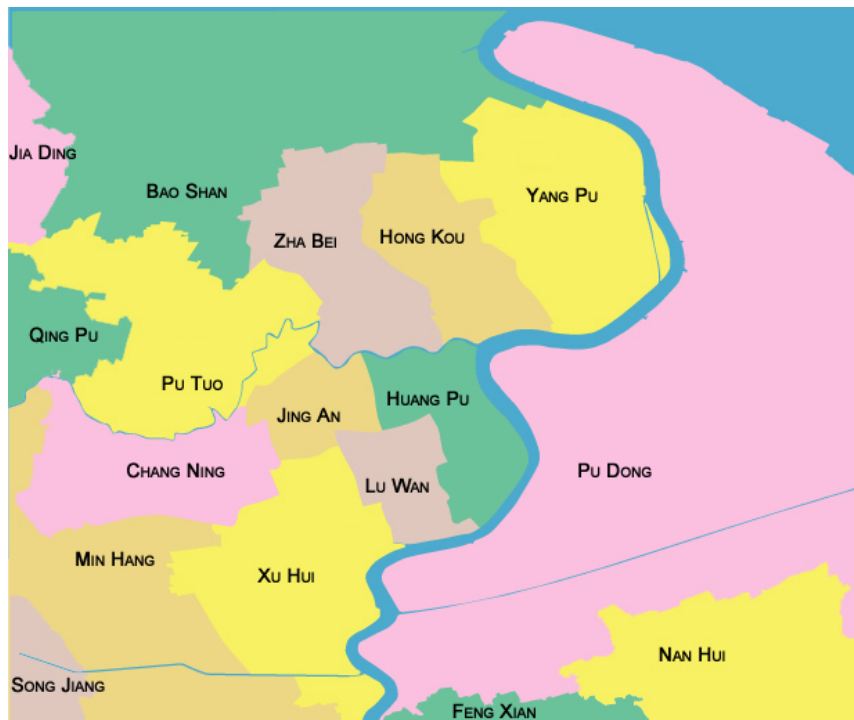 Jia Ding
Bao Shan
Yang Pu
Zha Bei
Hong Kou
Qing Pu
Pu Tuo
Huang Pu
Jing An
Chang Ning
Lu Wan
Pu Dong
Min Hang
Xu Hui
Nan Hui
Song Jiang
Feng Xian